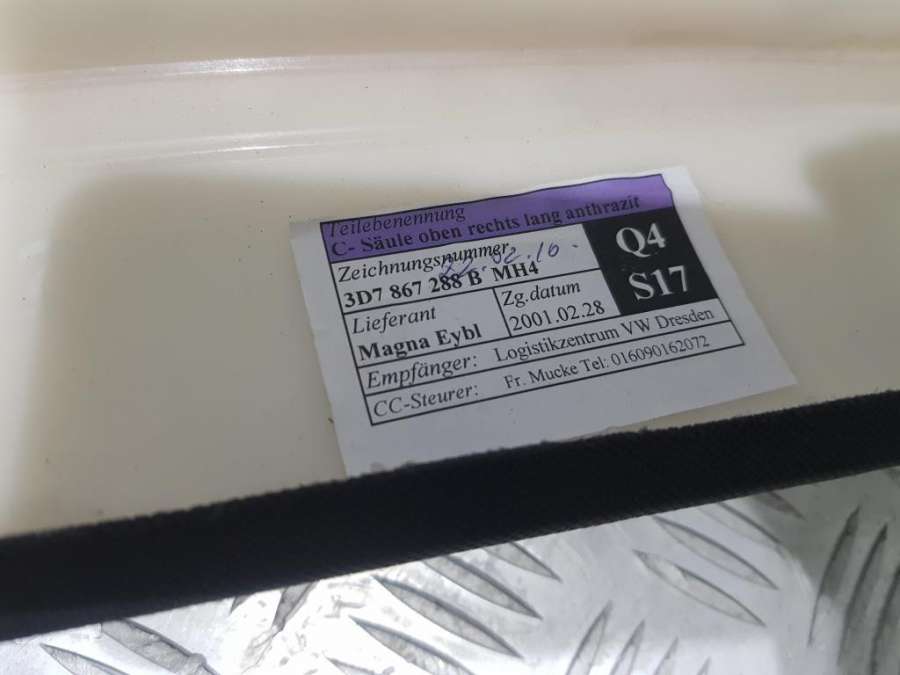 Teilebenennung
C- Säule oben rechts lang anthrazit
Zeichnungsnummer
3D7 867 288 B MH4
Q4
S17
Lieferant
Magna Eybl
Zg.datum
2001.02.28
Empfänger: Logistikzentrum VW Dresden
CC-Steurer: Fr. Mucke Tel: 016090162072